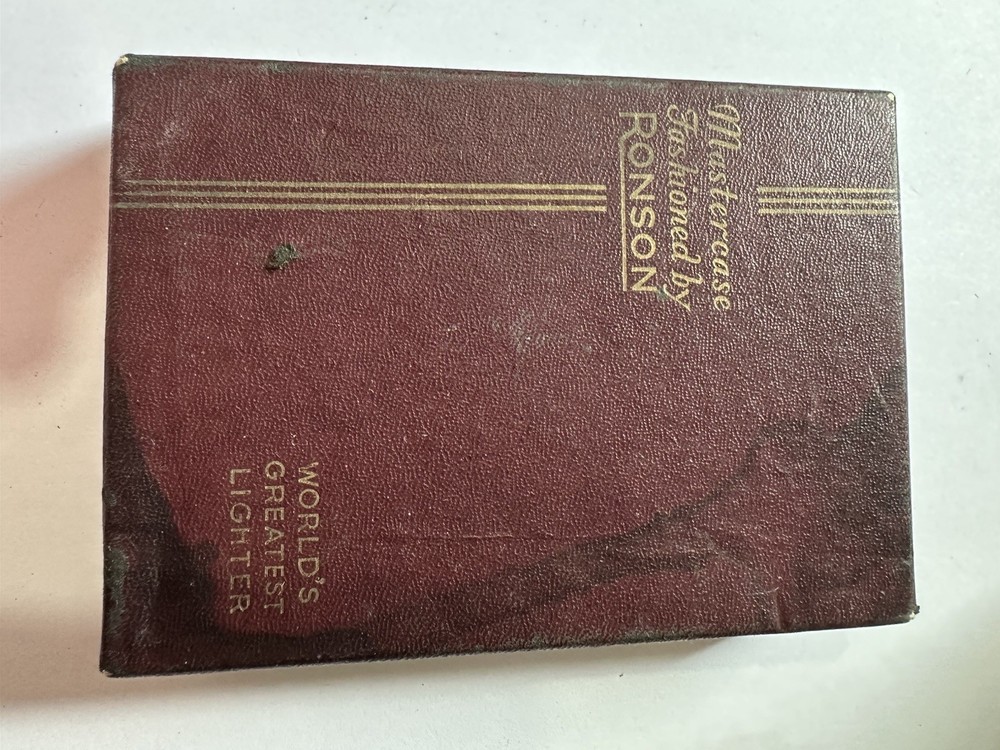 Mastercase
Fashioned by
RONSON
WORLD'S
GREATEST
LIGHTER